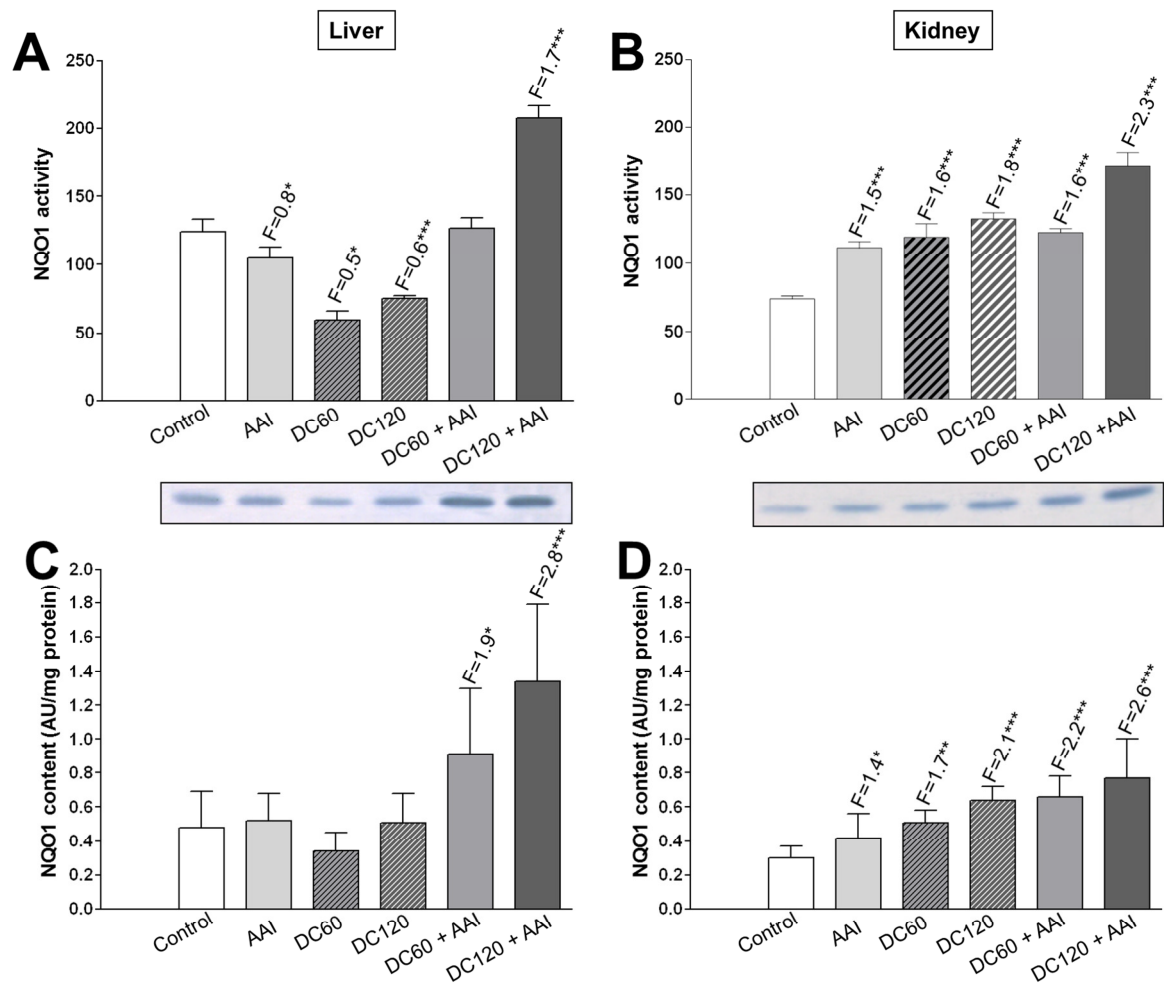 A
Liver
NQO1 activity
250
200
150
100
50
0
F=0.8*
F=0.5*
F=0.6***
F=1.7***
Control
AAI
DC60
DC120
DC60 + AAI
DC120 + AAI
B
Kidney
NQO1 activity
250
200
150
100
50
0
F=1.5***
F=1.6***
F=1.8***
F=1.6***
F=2.3***
Control
AAI
DC60
DC120
DC60 + AAI
DC120 +AAI
C
NQO1 content (AU/mg protein)
2.0
1.8
1.6
1.4
1.2
1.0
0.8
0.6
0.4
0.2
0.0
F=1.9*
F=2.8***
Control
AAI
DC60
DC120
DC60 + AAI
DC120 + AAI
D
NQO1 content (AU/mg protein)
2.0
1.8
1.6
1.4
1.2
1.0
0.8
0.6
0.4
0.2
0.0
F=1.4*
F=1.7**
F=2.1***
F=2.2***
F=2.6***
Control
AAI
DC60
DC120
DC60 + AAI
DC120 + AAI